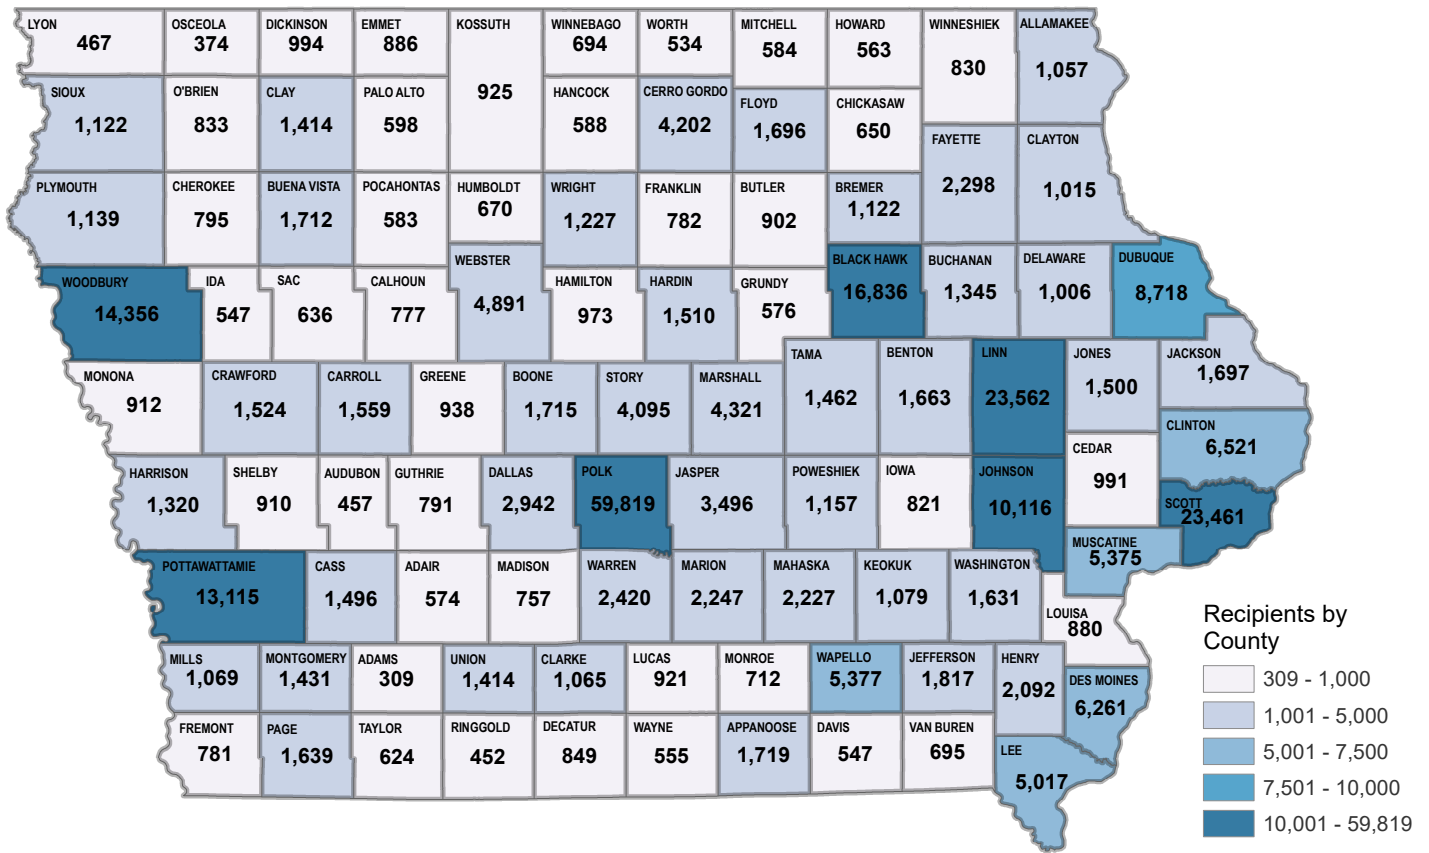 LYON
467
OSCEOLA
374
DICKINSON
994
EMMET
886
KOSSUTH
925
WINNEBAGO
694
WORTH
534
MITCHELL
584
HOWARD
563
WINNESHIEK
830
ALLAMAKEE
1,057
SIOUX
1,122
O'BRIEN
833
CLAY
1,414
PALO ALTO
598
HANCOCK
588
CERRO GORDO
4,202
FLOYD
1,696
CHICKASAW
650
FAYETTE
2,298
CLAYTON
1,015
PLYMOUTH
1,139
CHEROKEE
795
BUENA VISTA
1,712
POCAHONTAS
583
HUMBOLDT
670
WRIGHT
1,227
FRANKLIN
782
BUTLER
902
BREMER
1,122
WOODBURY
14,356
IDA
547
SAC
636
CALHOUN
777
WEBSTER
4,891
HAMILTON
973
HARDIN
1,510
GRUNDY
576
BLACK HAWK
16,836
BUCHANAN
1,345
DELAWARE
1,006
DUBUQUE
8,718
MONONA
912
CRAWFORD
1,524
CARROLL
1,559
GREENE
938
BOONE
1,715
STORY
4,095
MARSHALL
4,321
TAMA
1,462
BENTON
1,663
LINN
23,562
JONES
1,500
JACKSON
1,697
CLINTON
6,521
HARRISON
1,320
SHELBY
910
AUDUBON
457
GUTHRIE
791
DALLAS
2,942
POLK
59,819
JASPER
3,496
POWESHIEK
1,157
IOWA
821
JOHNSON
10,116
CEDAR
991
SCOTT
23,461
MUSCATINE
5,375
POTTAWATTAMIE
13,115
CASS
1,496
ADAIR
574
MADISON
757
WARREN
2,420
MARION
2,247
MAHASKA
2,227
KEOKUK
1,079
WASHINGTON
1,631
LOUISA
880
MILLS
1,069
MONTGOMERY
1,431
ADAMS
309
UNION
1,414
CLARKE
1,065
LUCAS
921
MONROE
712
WAPELLO
5,377
JEFFERSON
1,817
HENRY
2,092
DES MOINES
6,261
FREMONT
781
PAGE
1,639
TAYLOR
624
RINGGOLD
452
DECATUR
849
WAYNE
555
APPANOOSE
1,719
DAVIS
547
VAN BUREN
695
LEE
5,017
Recipients by
County
309 - 1,000
1,001 - 5,000
5,001 - 7,500
7,501 - 10,000
10,001 - 59,819